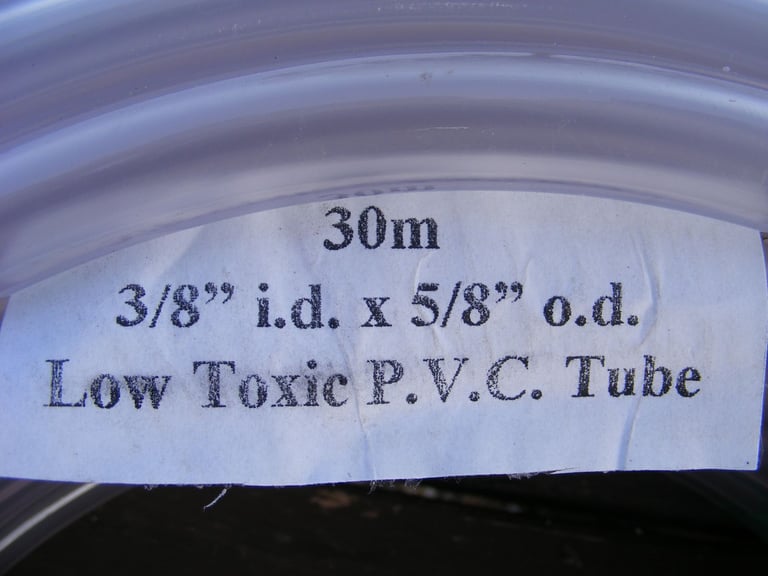 30m
3/8” i.d. x 5/8” o.d.
Low Toxic P.V.C. Tube